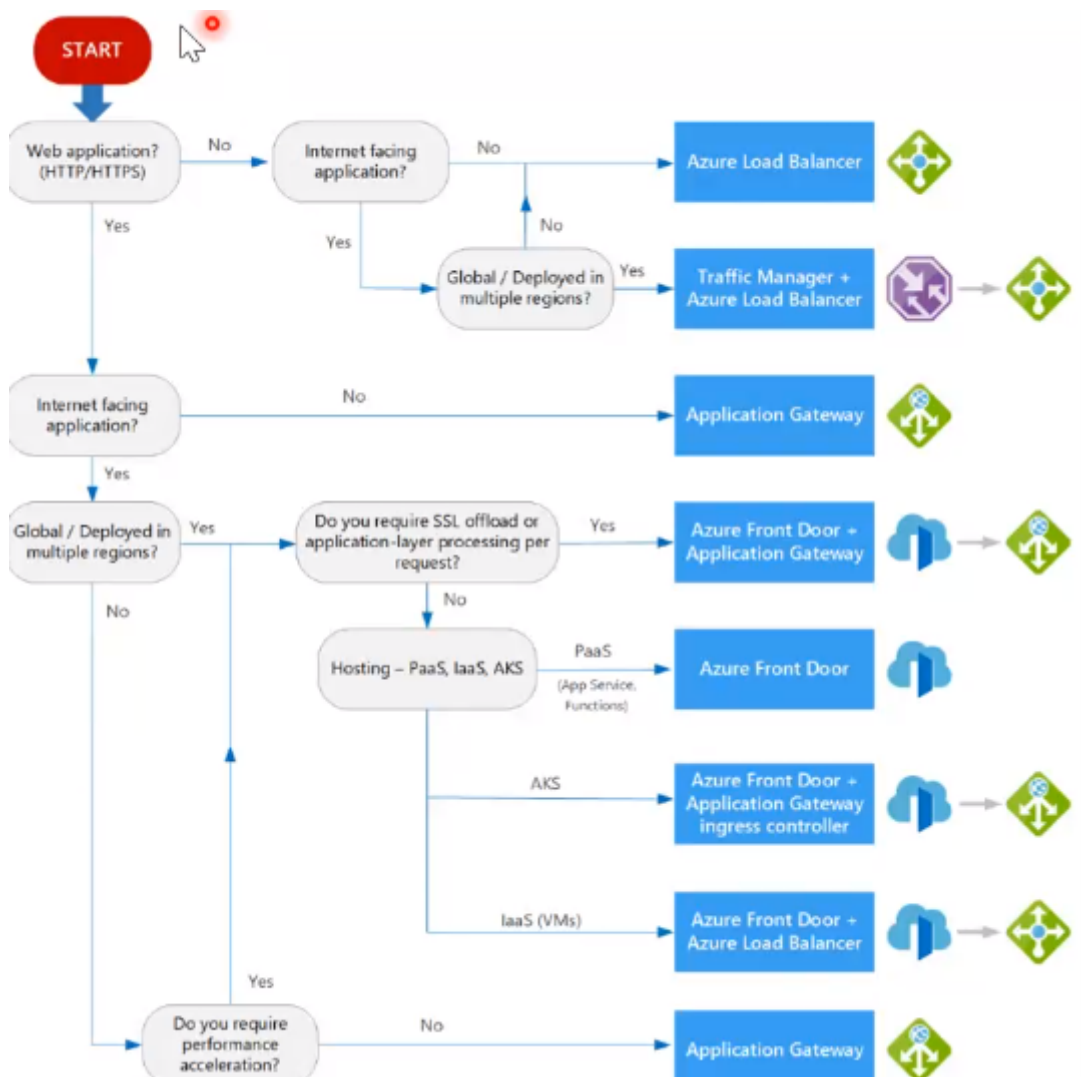 START
Web application?
(HTTP/HTTPS)
No
Internet facing
application?
No
Azure Load Balancer
Yes
Yes
No
Global / Deployed in
multiple regions?
Yes
Traffic Manager +
Azure Load Balancer
Internet facing
application?
No
Application Gateway
Yes
Global / Deployed in
multiple regions?
Yes
Do you require SSL offload or
application-layer processing per
request?
Yes
Azure Front Door +
Application Gateway
No
No
Hosting – PaaS, IaaS, AKS
PaaS
(App Service,
Functions)
Azure Front Door
AKS
Azure Front Door +
Application Gateway
ingress controller
IaaS (VMs)
Azure Front Door +
Azure Load Balancer
Yes
Do you require
performance
acceleration?
No
Application Gateway